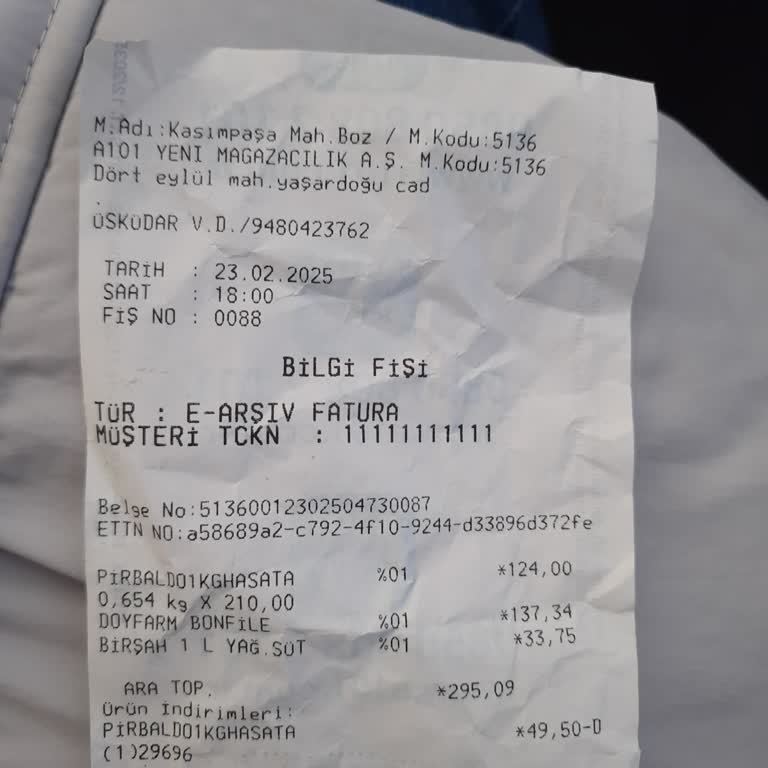 M.Adı:Kasımpaşa Mah.Boz / M.Kodu:5136
A101 YENİ MAGAZACILIK A.Ş. M.Kodu:5136
Dört eylül mah.yaşardoğu cad
.
ÜSKÜDAR V.D./9480423762
TARİH : 23.02.2025
SAAT : 18:00
FİŞ NO : 0088
BİLGİ FİŞİ
TÜR : E-ARŞIV FATURA
MÜŞTERİ TCKN : 11111111111
Belge No:51360012302504730087
ETTN NO:a58689a2-c792-4f10-9244-d33896d372fe
PİRBALDO1KGHASATA %01 *124,00
0,654 kg X 210,00
DOYFARM BONFİLE %01 *137,34
BİRŞAH 1 L YAĞ.SÜT %01 *33,75
ARA TOP. *295,09
Ürün İndirimleri:
PİRBALDO1KGHASATA *49,50-D
(1)29696